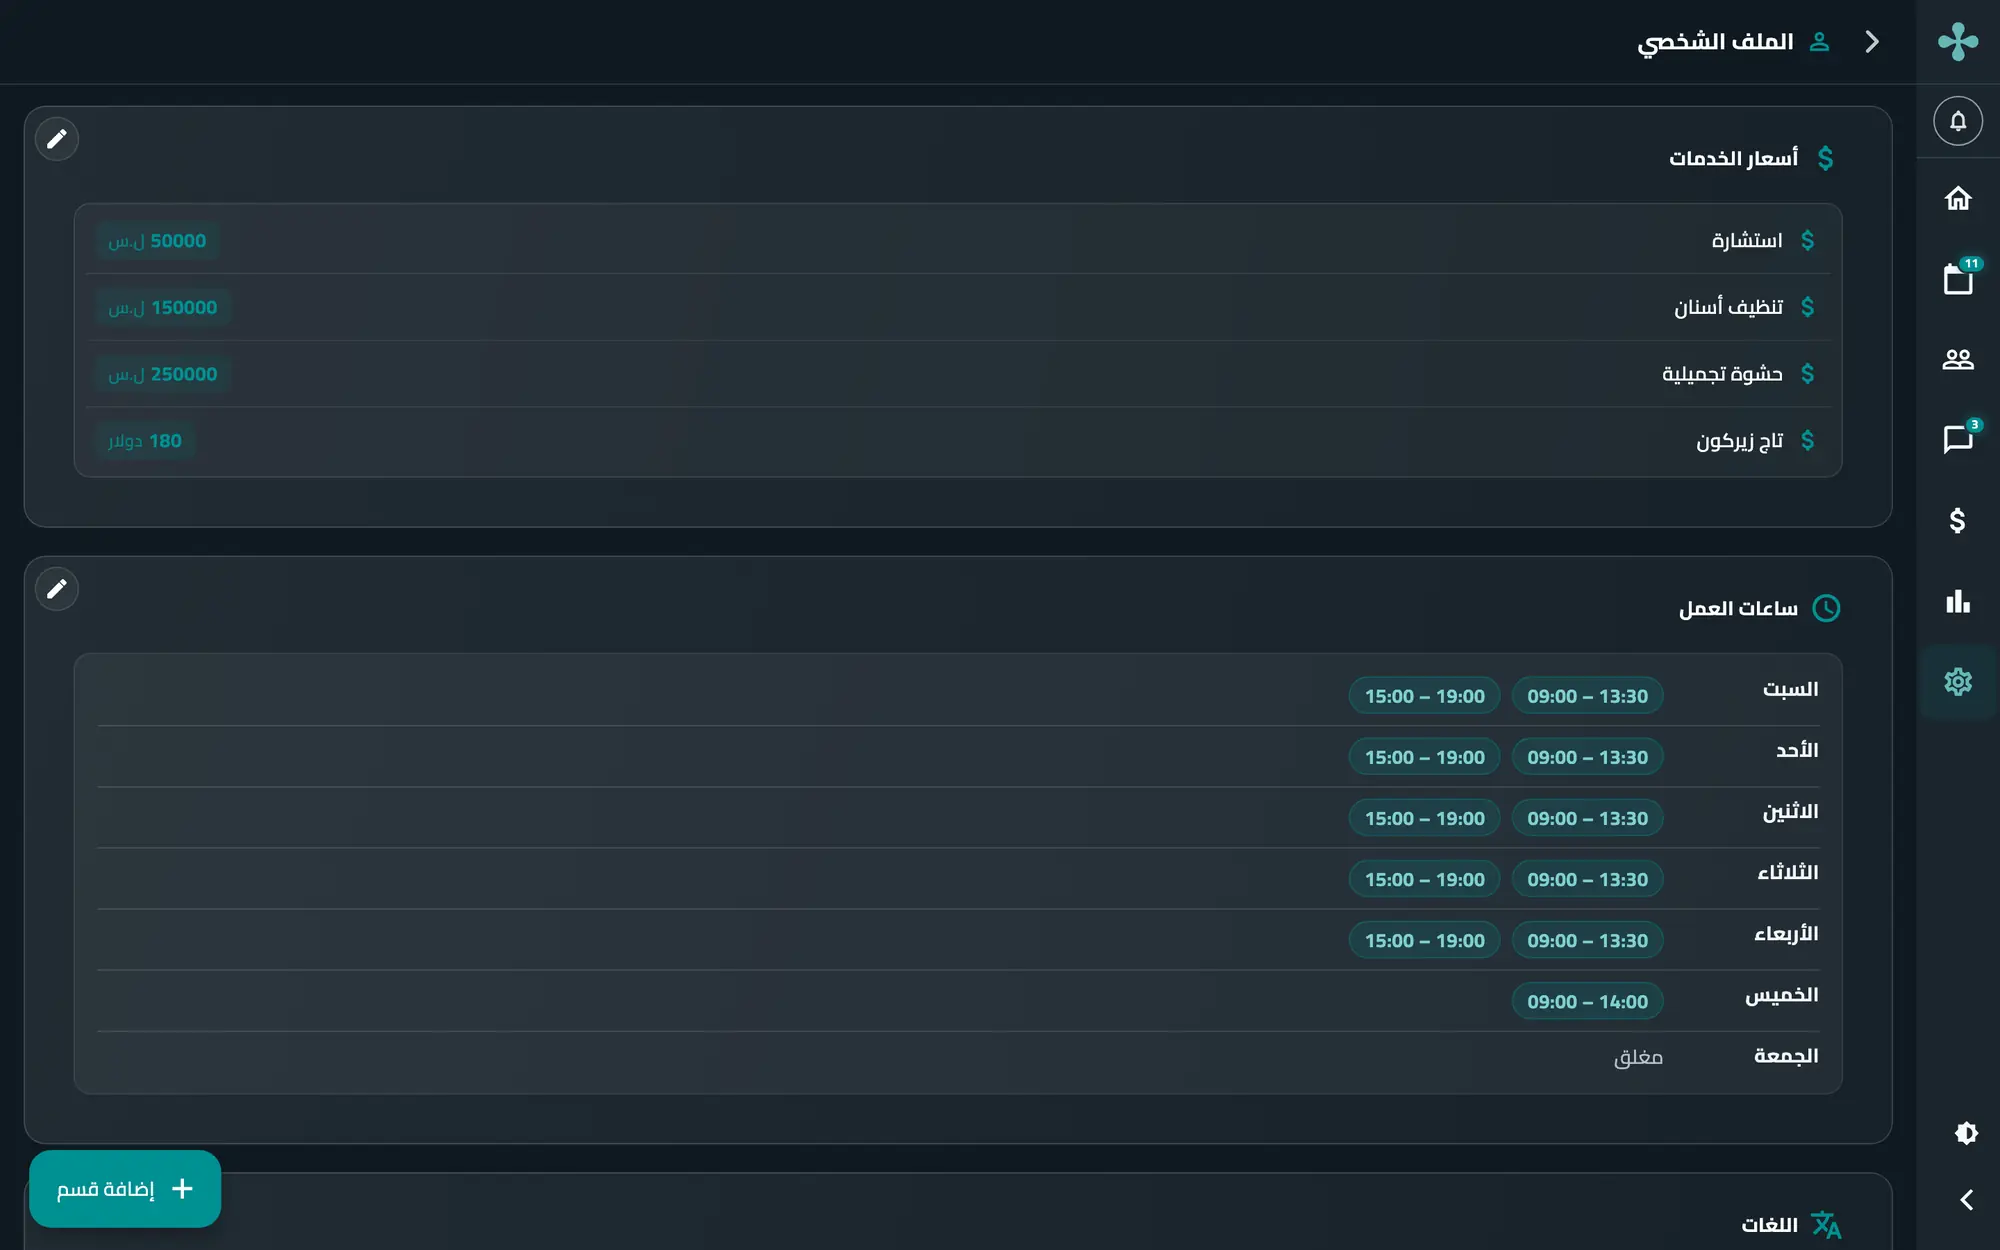 الملف الشخصي
11
3
أسعار الخدمات
استشارة 50000 ل.س
تنظيف أسنان 150000 ل.س
حشوة تجميلية 250000 ل.س
تاج زيركون 180 دولار
ساعات العمل
السبت 09:00 – 13:30 15:00 – 19:00
الأحد 09:00 – 13:30 15:00 – 19:00
الاثنين 09:00 – 13:30 15:00 – 19:00
الثلاثاء 09:00 – 13:30 15:00 – 19:00
الأربعاء 09:00 – 13:30 15:00 – 19:00
الخميس 09:00 – 14:00
الجمعة مغلق
إضافة قسم
اللغات